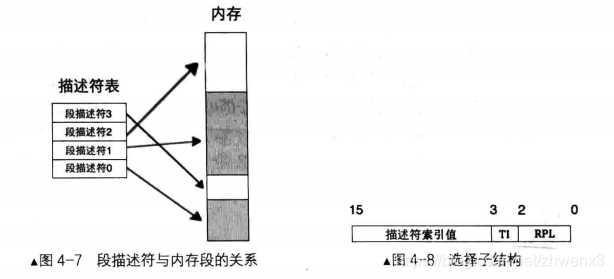 内存
描述符表
段描述符3
段描述符2
段描述符1
段描述符0
▲图 4-7 段描述符与内存段的关系
15 3 2 0
描述符索引值 TI RPL
▲图 4-8 选择子结构